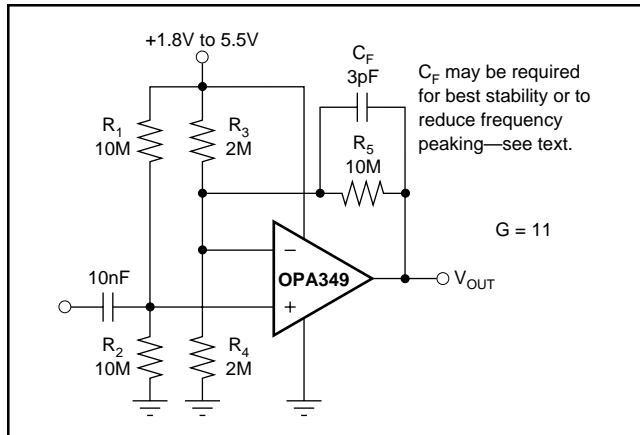 +1.8V to 5.5V
C_F
3pF
C_F may be required
for best stability or to
reduce frequency
peaking—see text.
R_1
10M
R_3
2M
R_5
10M
G = 11
−
OPA349
+
V_OUT
10nF
R_2
10M
R_4
2M